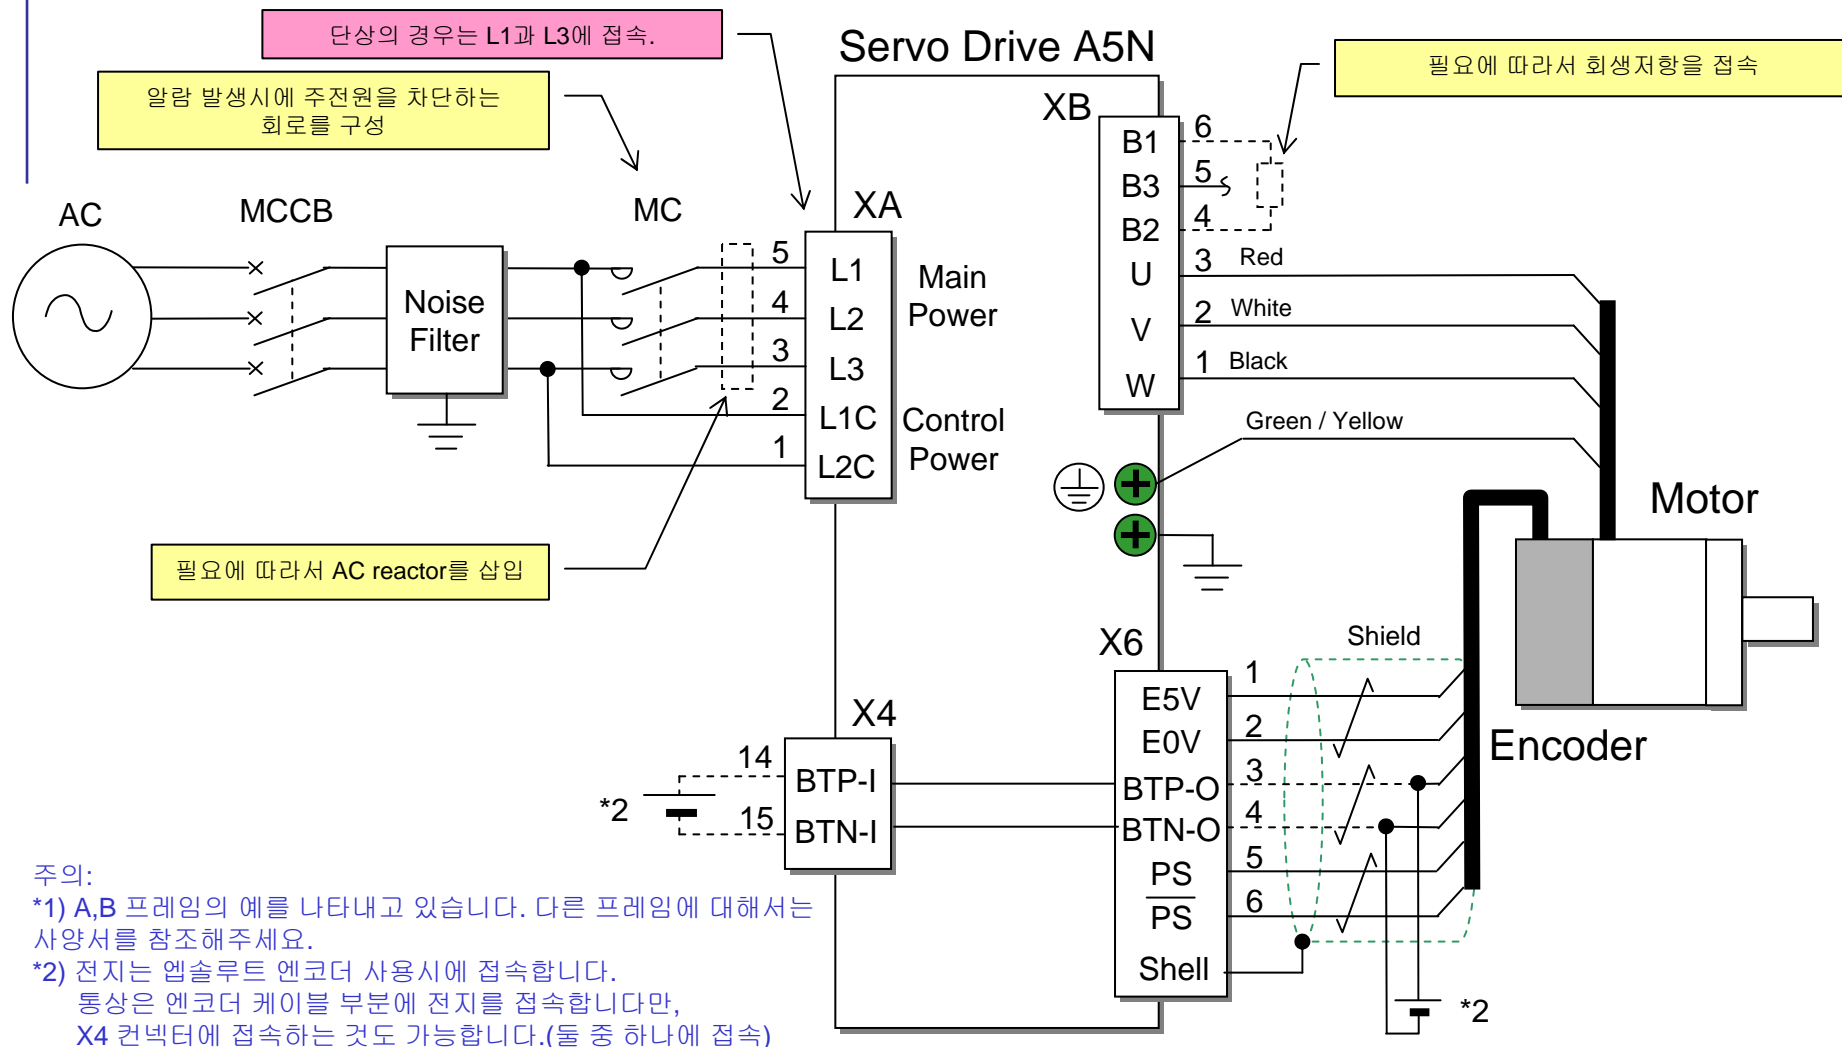 단상의 경우는 L1과 L3에 접속.
Servo Drive A5N
필요에 따라서 회생저항을 접속
알람 발생시에 주전원을 차단하는
회로를 구성
AC
MCCB
MC
XA
XB
Noise
Filter
5
4
3
2
1
L1
L2
L3
L1C
L2C
Main
Power
Control
Power
B1
B3
B2
U
V
W
6
5
4
3
2
1
Red
White
Black
Green / Yellow
필요에 따라서 AC reactor를 삽입
Motor
Encoder
X6
Shield
E5V
E0V
BTP-O
BTN-O
PS
PS
Shell
1
2
3
4
5
6
X4
14
15
BTP-I
BTN-I
*2
*2
주의:
*1) A,B 프레임의 예를 나타내고 있습니다. 다른 프레임에 대해서는
사양서를 참조해주세요.
*2) 전지는 엡솔루트 엔코더 사용시에 접속합니다.
통상은 엔코더 케이블 부분에 전지를 접속합니다만,
X4 컨넥터에 접속하는 것도 가능합니다.(둘 중 하나에 접속)